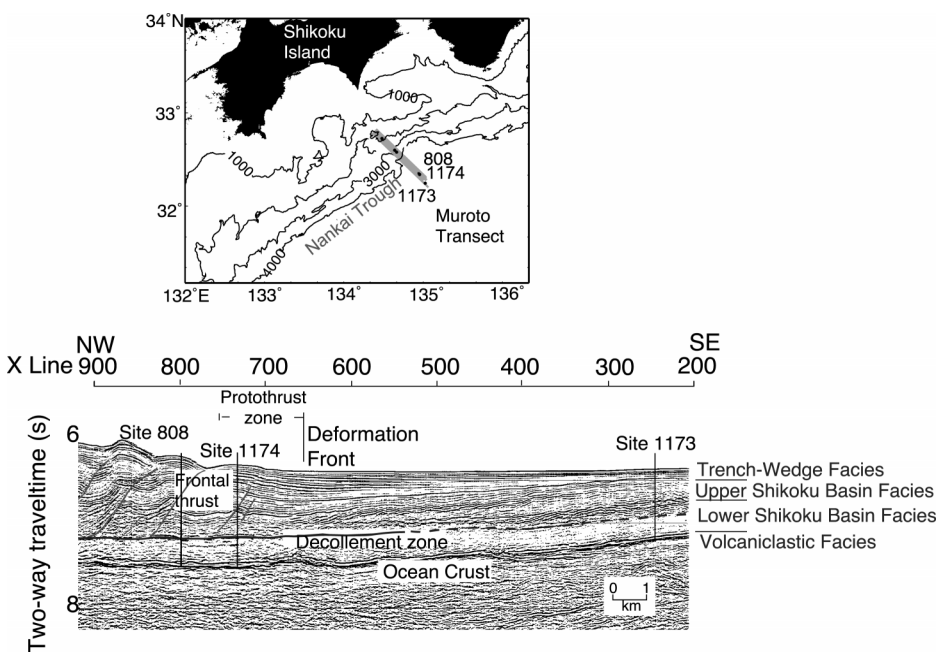 34˚N
Shikoku
Island
1000
33˚
1000
808
3000
1174
1173
32˚
Nankai Trough
Muroto
Transect
4000
132˚E 133˚ 134˚ 135˚ 136˚
NW SE
X Line 900 800 700 600 500 400 300 200
Protothrust
zone
6
Site 808
Deformation
Front
Site 1174
Site 1173
Frontal
thrust
Trench-Wedge Facies
Upper Shikoku Basin Facies
Lower Shikoku Basin Facies
Decollement zone
Volcaniclastic Facies
Ocean Crust
0 1
km
8
Two-way traveltime (s)